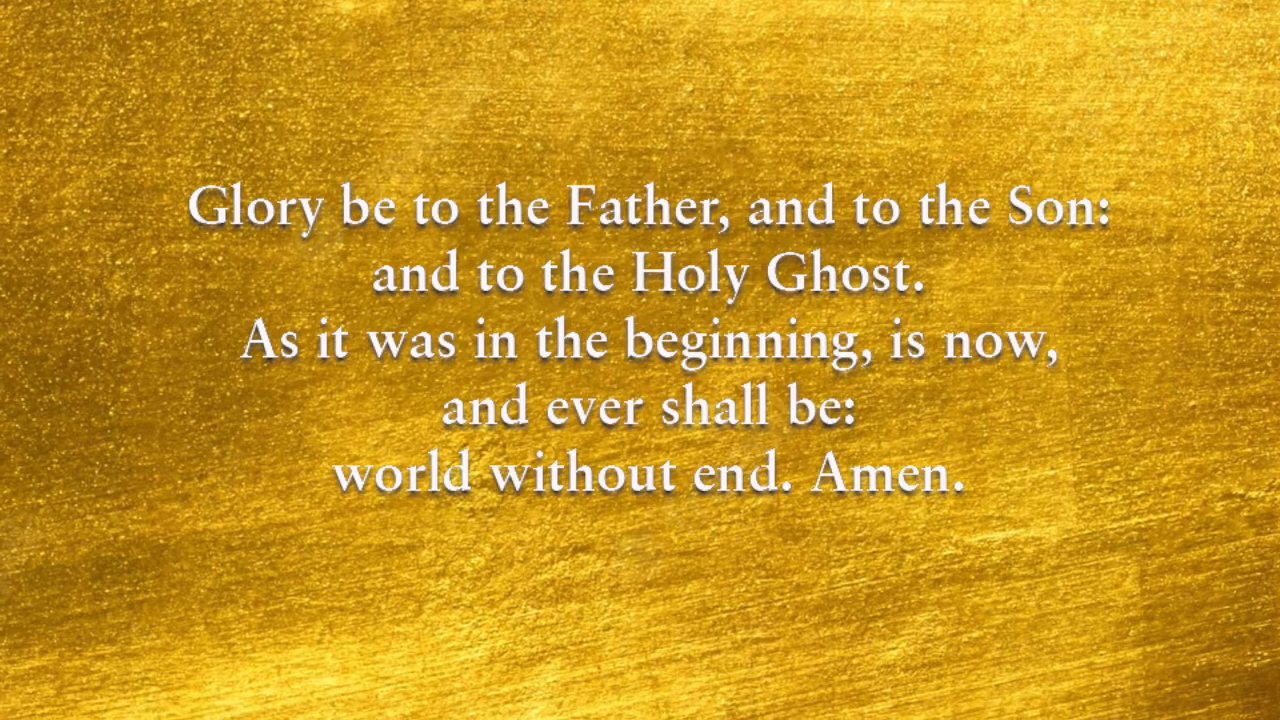 Glory be to the Father, and to the Son:
and to the Holy Ghost.
As it was in the beginning, is now,
and ever shall be:
world without end. Amen.